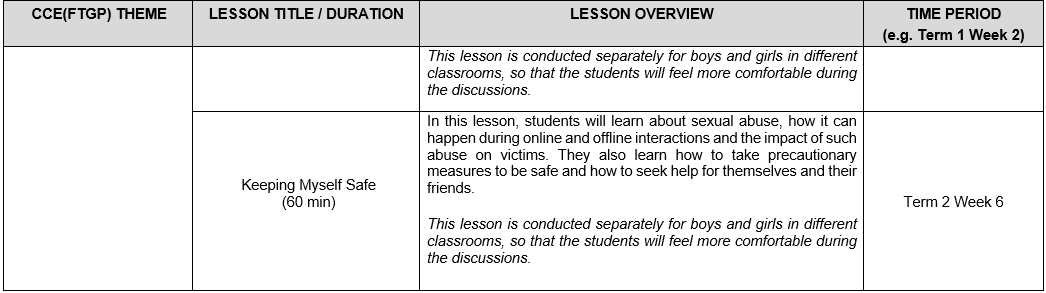 CCE(FTGP) THEME
LESSON TITLE / DURATION
LESSON OVERVIEW
TIME PERIOD
(e.g. Term 1 Week 2)
This lesson is conducted separately for boys and girls in different
classrooms, so that the students will feel more comfortable during
the discussions.
Keeping Myself Safe
(60 min)
In this lesson, students will learn about sexual abuse, how it can
happen during online and offline interactions and the impact of such
abuse on victims. They also learn how to take precautionary
measures to be safe and how to seek help for themselves and their
friends.
This lesson is conducted separately for boys and girls in different
classrooms, so that the students will feel more comfortable during
the discussions.
Term 2 Week 6